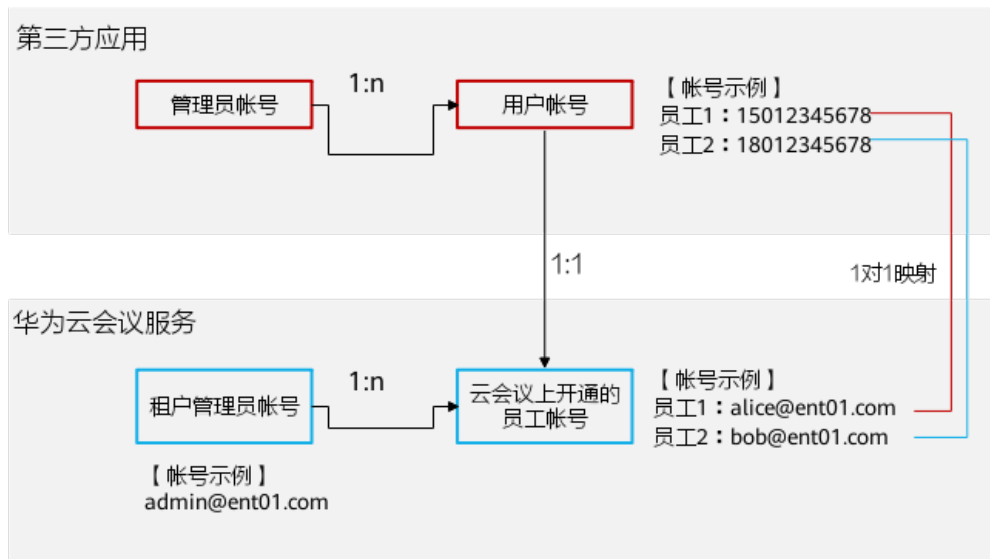 第三方应用
管理员帐号
1:n
用户帐号
【 帐号示例 】
员工1：15012345678
员工2：18012345678
1:1
1对1映射
华为云会议服务
租户管理员帐号
1:n
云会议上开通的
员工帐号
【 帐号示例 】
员工1：alice@ent01.com
员工2：bob@ent01.com
【 帐号示例 】
admin@ent01.com